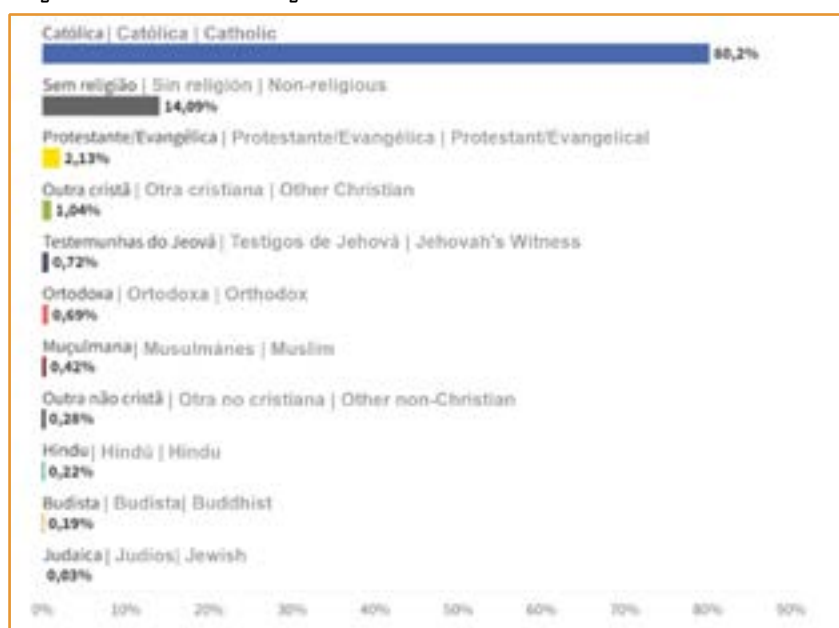 Católica | Católica | Catholic
80,2%
Sem religião | Sin religión | Non-religious
14,09%
Protestante/Evangélica | Protestante/Evangélica | Protestant/Evangelical
2,13%
Outra cristã | Otra cristiana | Other Christian
1,04%
Testemunhas do Jeová | Testigos de Jehová | Jehovah's Witness
0,72%
Ortodoxa | Ortodoxa | Orthodox
0,69%
Muçulmana| Musulmánes | Muslim
0,42%
Outra não cristã | Otra no cristiana | Other non-Christian
0,28%
Hindu| Hindú | Hindu
0,22%
Budista | Budista| Buddhist
0,19%
Judaica| Judios| Jewish
0,03%
0% 10% 20% 30% 40% 50% 60% 70% 80% 90%